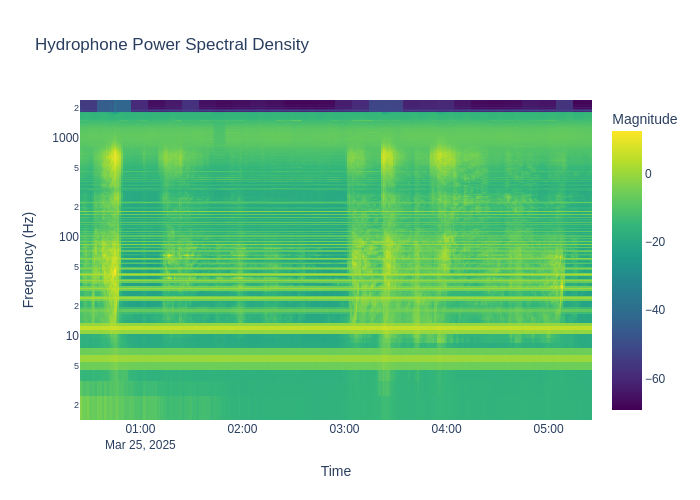 Hydrophone Power Spectral Density
Magnitude
2
1000
5
2
100
5
2
10
5
2
0
−20
−40
−60
Frequency (Hz)
01:00 02:00 03:00 04:00 05:00
Mar 25, 2025
Time